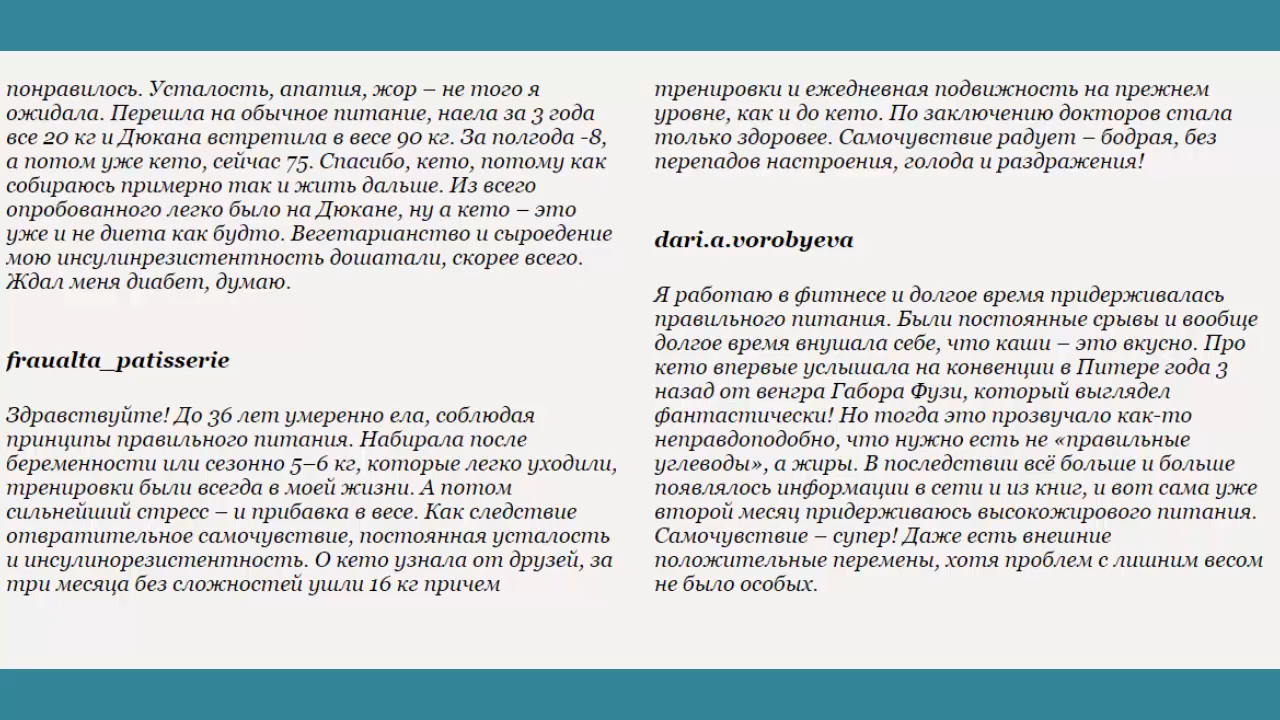 понравилось. Усталость, апатия, жор – не того я
ожидала. Перешла на обычное питание, наела за 3 года
все 20 кг и Дюкана встретила в весе 90 кг. За полгода -8,
а потом уже кето, сейчас 75. Спасибо, кето, потому как
собираюсь примерно так и жить дальше. Из всего
опробованного легко было на Дюкане, ну а кето – это
уже и не диета как будто. Вегетарианство и сыроедение
мою инсулинрезистентность дошатали, скорее всего.
Ждал меня диабет, думаю.
fraualta_patisserie
Здравствуйте! До 36 лет умеренно ела, соблюдая
принципы правильного питания. Набирала после
беременности или сезонно 5–6 кг, которые легко уходили,
тренировки были всегда в моей жизни. А потом
сильнейший стресс – и прибавка в весе. Как следствие
отвратительное самочувствие, постоянная усталость
и инсулинорезистентность. О кето узнала от друзей, за
три месяца без сложностей ушли 16 кг причем
тренировки и ежедневная подвижность на прежнем
уровне, как и до кето. По заключению докторов стала
только здоровее. Самочувствие радует – бодрая, без
перепадов настроения, голода и раздражения!
dari.a.vorobyeva
Я работаю в фитнесе и долгое время придерживалась
правильного питания. Были постоянные срывы и вообще
долгое время внушала себе, что каши – это вкусно. Про
кето впервые услышала на конвенции в Питере года 3
назад от венгра Габора Фузи, который выглядел
фантастически! Но тогда это прозвучало как-то
неправдоподобно, что нужно есть не «правильные
углеводы», а жиры. В последствии всё больше и больше
появлялось информации в сети и из книг, и вот сама уже
второй месяц придерживаюсь высокожирового питания.
Самочувствие – супер! Даже есть внешние
положительные перемены, хотя проблем с лишним весом
не было особых.